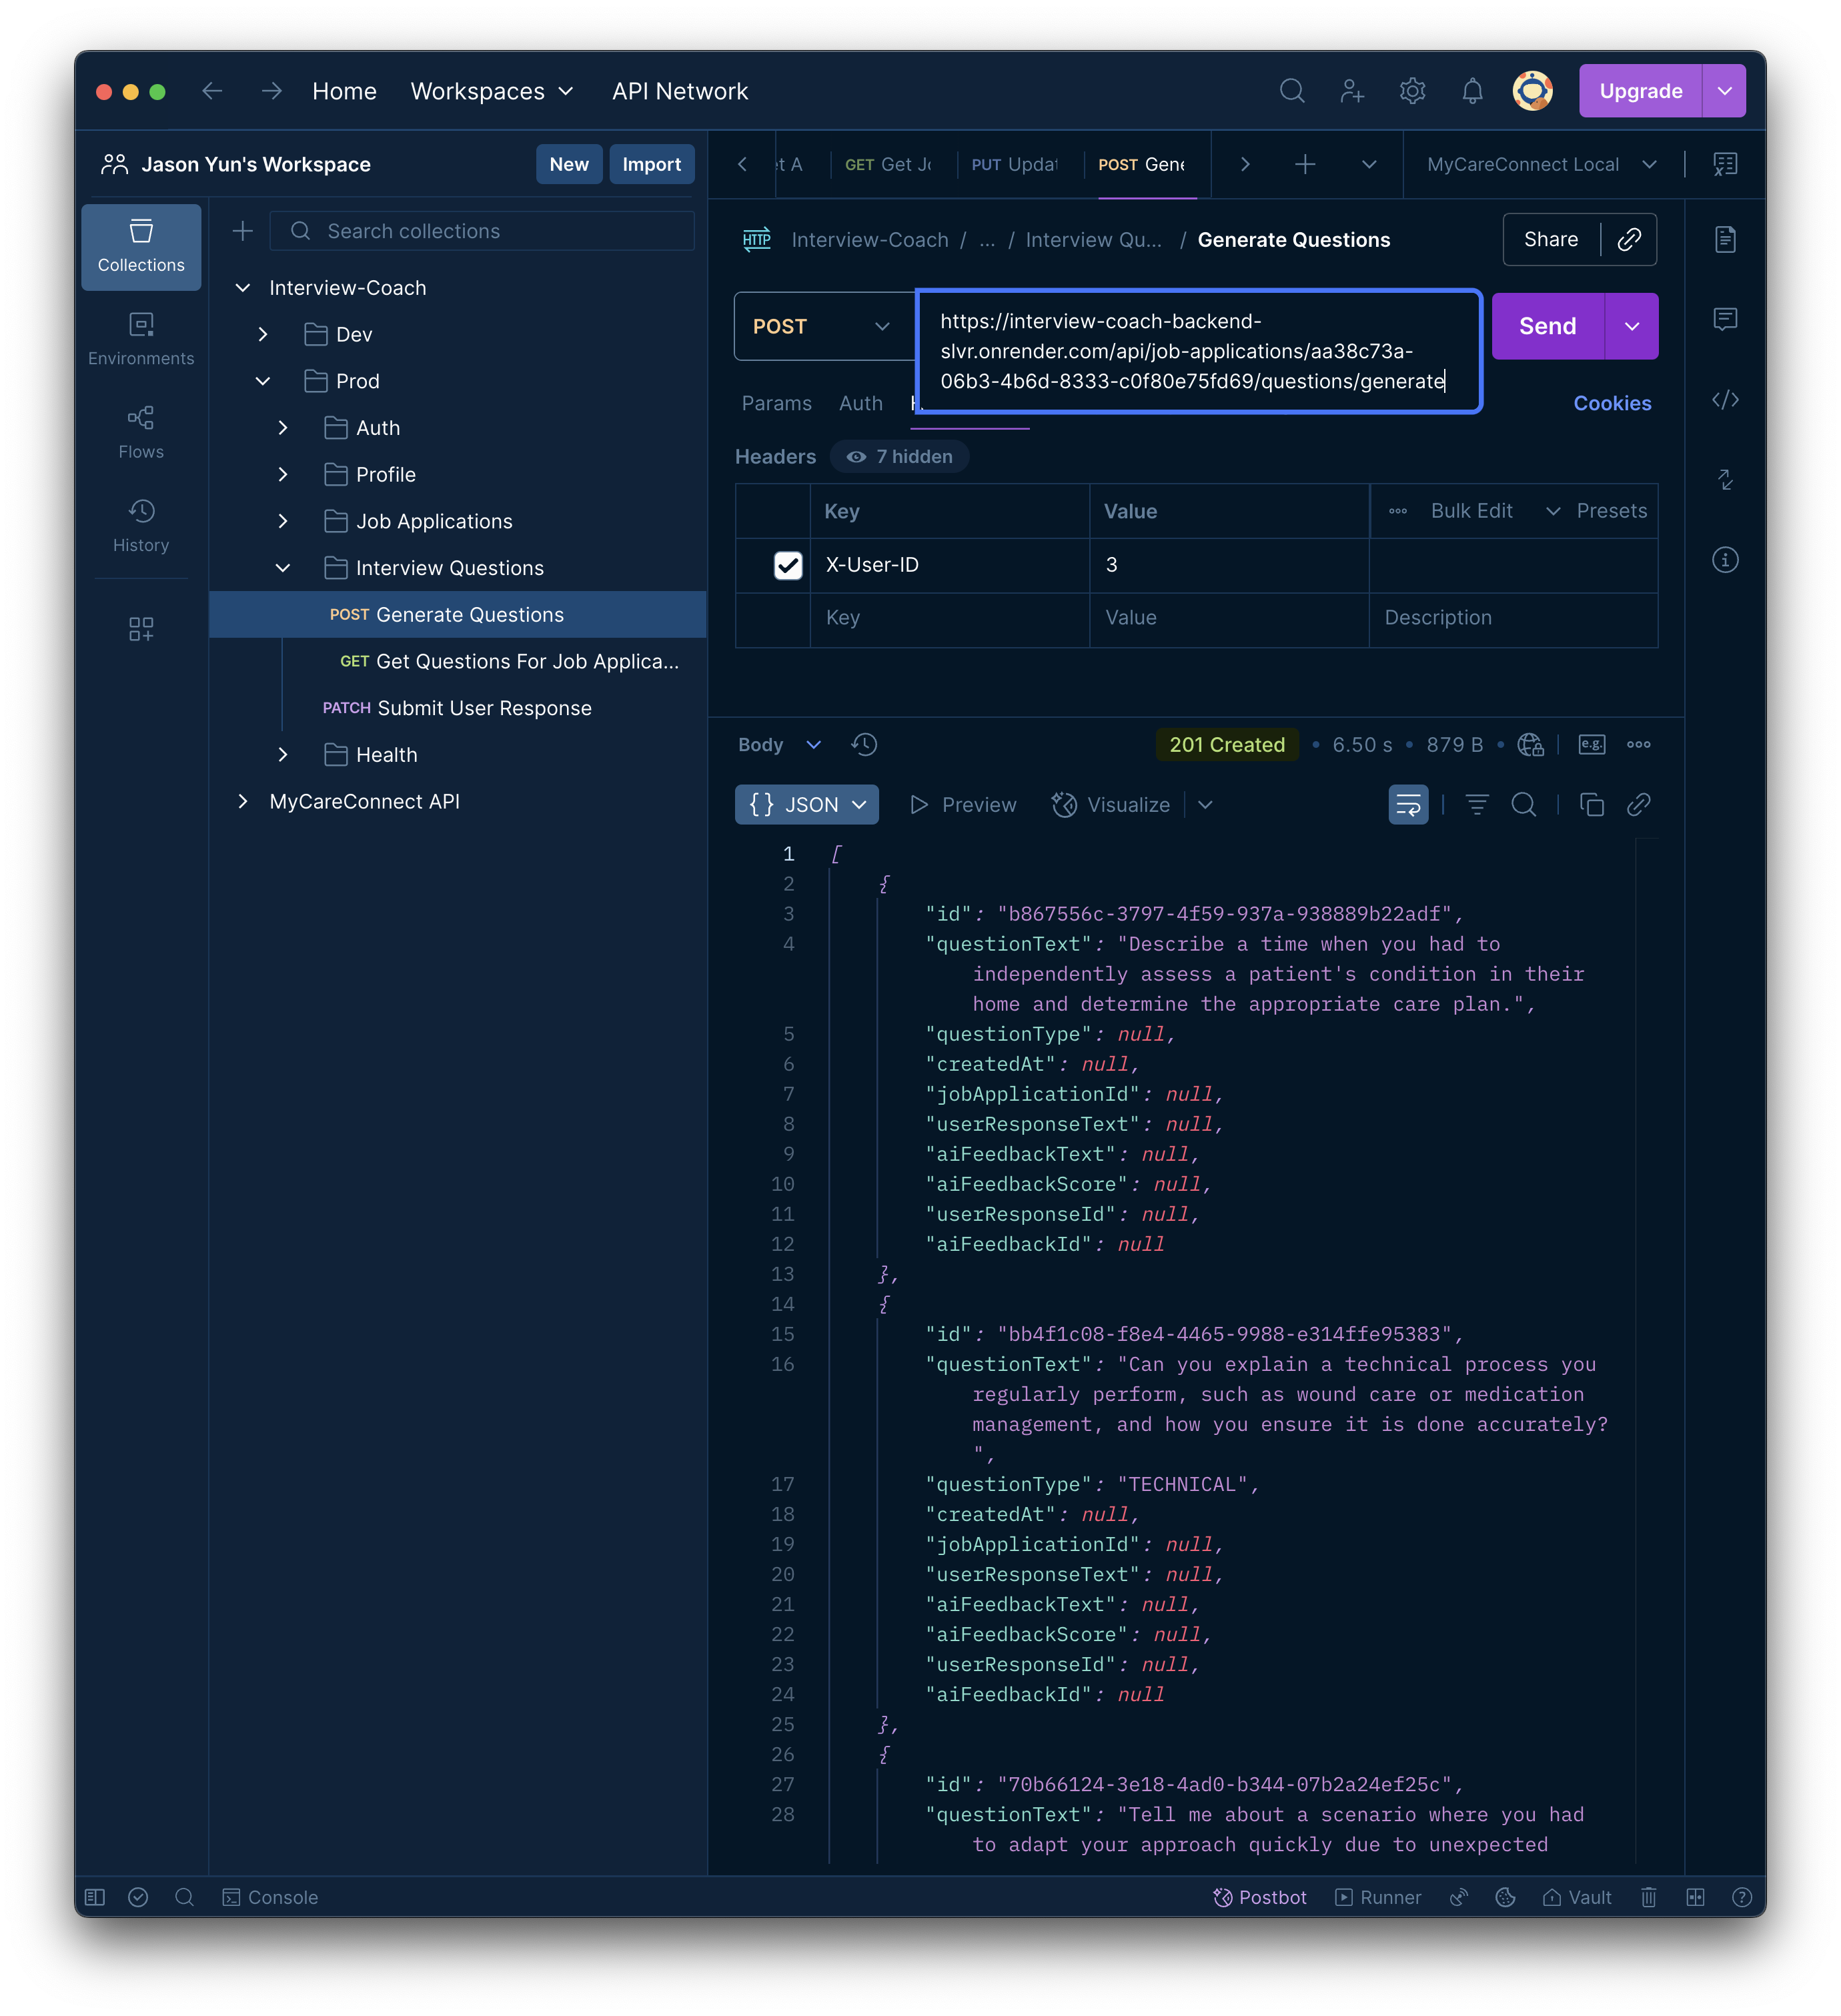 Home
Workspaces
API Network
Upgrade
Jason Yun's Workspace
New
Import
Collections
Environments
Flows
History
Search collections
Interview-Coach
Dev
Prod
Auth
Profile
Job Applications
Interview Questions
POST Generate Questions
GET Get Questions For Job Applica...
PATCH Submit User Response
Health
MyCareConnect API
GET Get
PUT
POST
MyCareConnect Local
HTTP
Interview-Coach / ... / Interview Qu... / Generate Questions
Share
POST
https://interview-coach-backend-
slvr.onrender.com/api/job-applications/aa38c73a-
06b3-4b6d-8333-c0f80e75fd69/questions/generate
Send
Params
Auth
Cookies
Headers
7 hidden
Key
Value
Bulk Edit
Presets
X-User-ID
3
Key
Value
Description
Body
201 Created
6.50 s
879 B
e.g.
{} JSON
Preview
Visualize
1 [
2 {
3 "id": "b867556c-3797-4f59-937a-938889b22adf",
4 "questionText": "Describe a time when you had to
independently assess a patient's condition in their
home and determine the appropriate care plan.",
5 "questionType": null,
6 "createdAt": null,
7 "jobApplicationId": null,
8 "userResponseText": null,
9 "aiFeedbackText": null,
10 "aiFeedbackScore": null,
11 "userResponseId": null,
12 "aiFeedbackId": null
13 },
14 {
15 "id": "bb4f1c08-f8e4-4465-9988-e314ffe95383",
16 "questionText": "Can you explain a technical process you
regularly perform, such as wound care or medication
management, and how you ensure it is done accurately?
",
17 "questionType": "TECHNICAL",
18 "createdAt": null,
19 "jobApplicationId": null,
20 "userResponseText": null,
21 "aiFeedbackText": null,
22 "aiFeedbackScore": null,
23 "userResponseId": null,
24 "aiFeedbackId": null
25 },
26 {
27 "id": "70b66124-3e18-4ad0-b344-07b2a24ef25c",
28 "questionText": "Tell me about a scenario where you had
to adapt your approach quickly due to unexpected
Console
Postbot
Runner
Vault